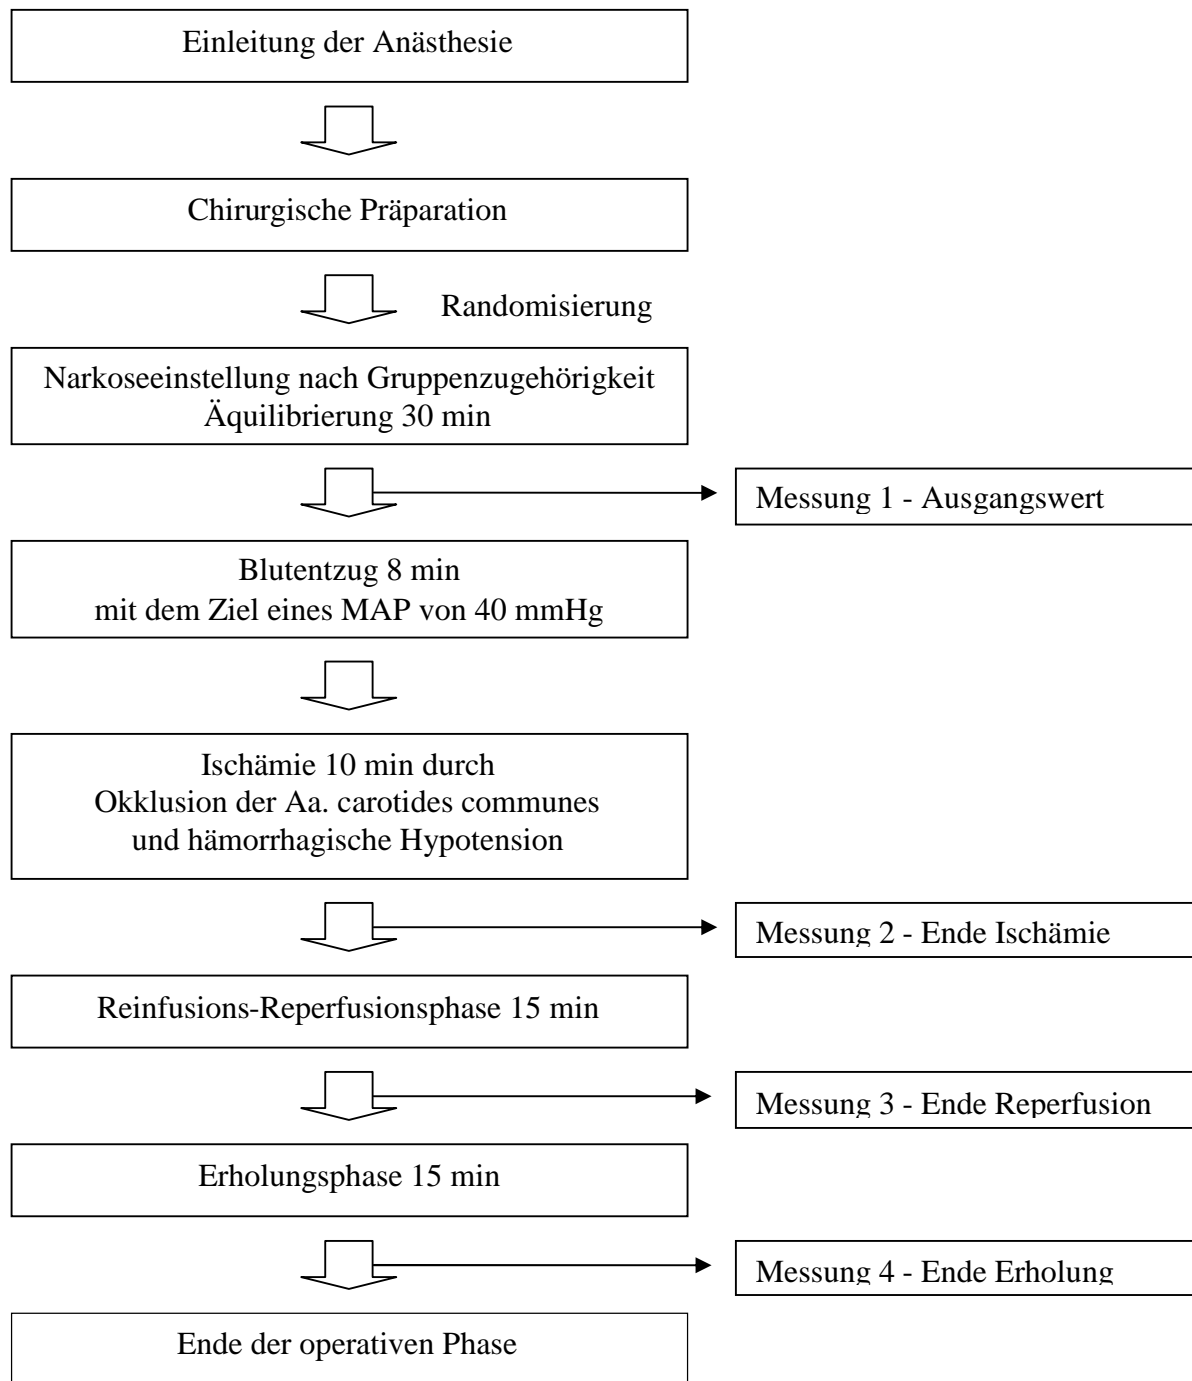 Einleitung der Anästhesie
Chirurgische Präparation
Randomisierung
Narkoseeinstellung nach Gruppenzugehörigkeit
Äquilibrierung 30 min
Messung 1 - Ausgangswert
Blutentzug 8 min
mit dem Ziel eines MAP von 40 mmHg
Ischämie 10 min durch
Okklusion der Aa. carotides communes
und hämorrhagische Hypotension
Messung 2 - Ende Ischämie
Reinfusions-Reperfusionsphase 15 min
Messung 3 - Ende Reperfusion
Erholungsphase 15 min
Messung 4 - Ende Erholung
Ende der operativen Phase